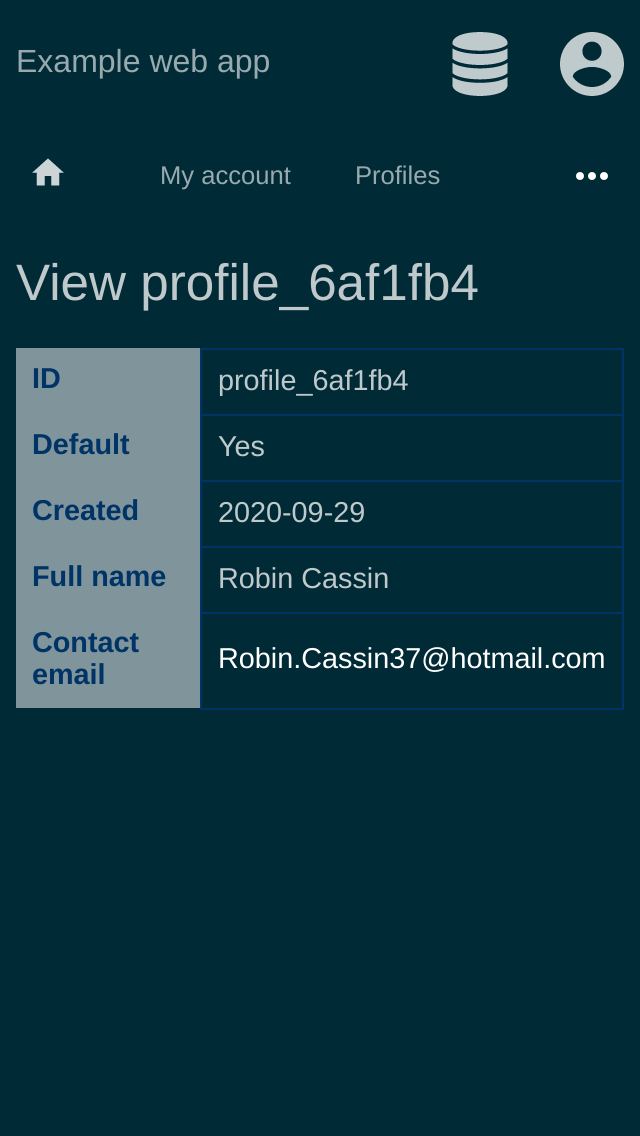 Example web app
My account Profiles
View profile_6af1fb4
ID profile_6af1fb4
Default Yes
Created 2020-09-29
Full name Robin Cassin
Contact
email Robin.Cassin37@hotmail.com